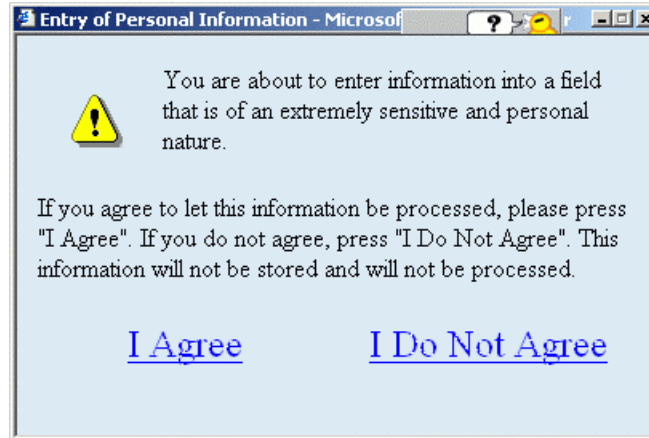 Entry of Personal Information - Microsof
?
You are about to enter information into a field
that is of an extremely sensitive and personal
nature.
If you agree to let this information be processed, please press
"I Agree". If you do not agree, press "I Do Not Agree". This
information will not be stored and will not be processed.
I Agree I Do Not Agree